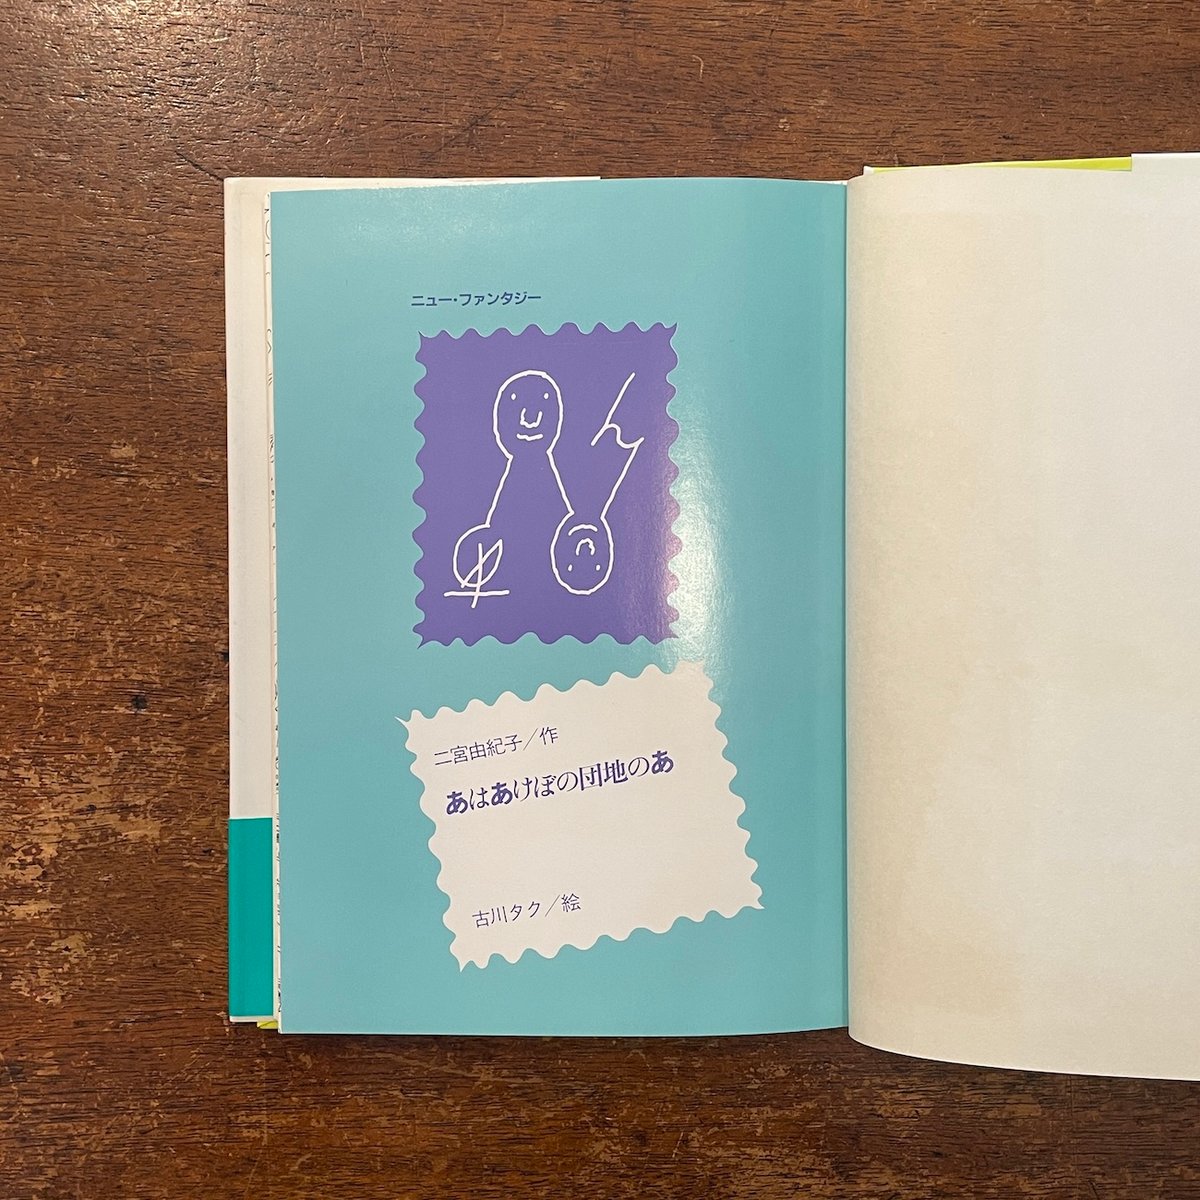 ニュー・ファンタジー
二宮由紀子／作
あはあけぼの団地のあ
古川タク／絵